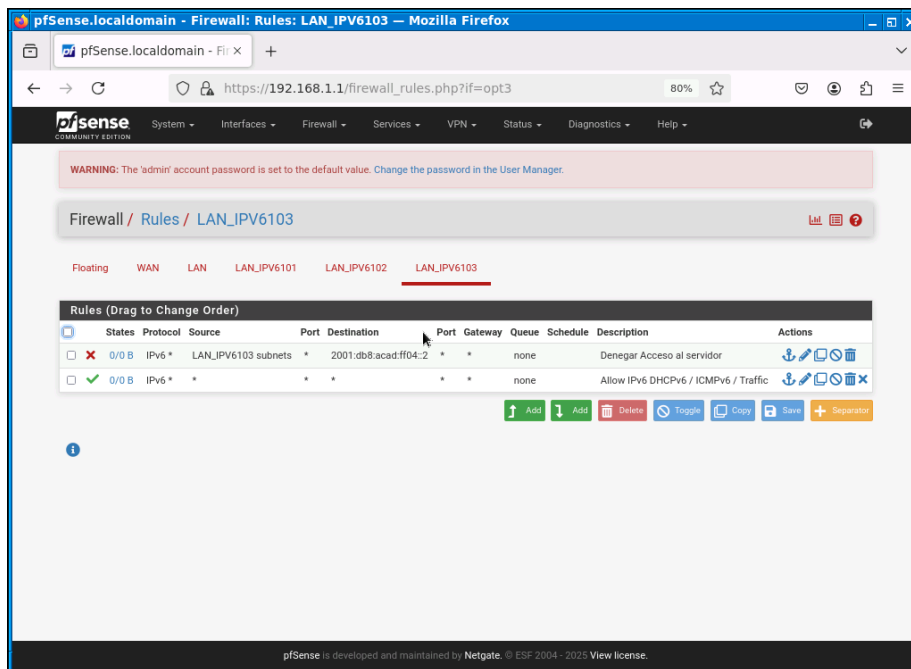 pfSense.localdomain - Firewall: Rules: LAN_IPV6103 — Mozilla Firefox
pfSense.localdomain - Fir
https://192.168.1.1/firewall_rules.php?if=opt3 80%
pfsense System Interfaces Firewall Services VPN Status Diagnostics Help
COMMUNITY EDITION
WARNING: The 'admin' account password is set to the default value. Change the password in the User Manager.
Firewall / Rules / LAN_IPV6103
Floating WAN LAN LAN_IPV6101 LAN_IPV6102 LAN_IPV6103
Rules (Drag to Change Order)
States Protocol Source Port Destination Port Gateway Queue Schedule Description Actions
0/0 B IPv6 * LAN_IPV6103 subnets * 2001:db8:acad:ff04::2 * * none Denegar Acceso al servidor
0/0 B IPv6 * * * * * * none Allow IPv6 DHCPv6 / ICMPv6 / Traffic
Add Add Delete Toggle Copy Save Separator
pfSense is developed and maintained by Netgate. © ESF 2004 - 2025 View license.